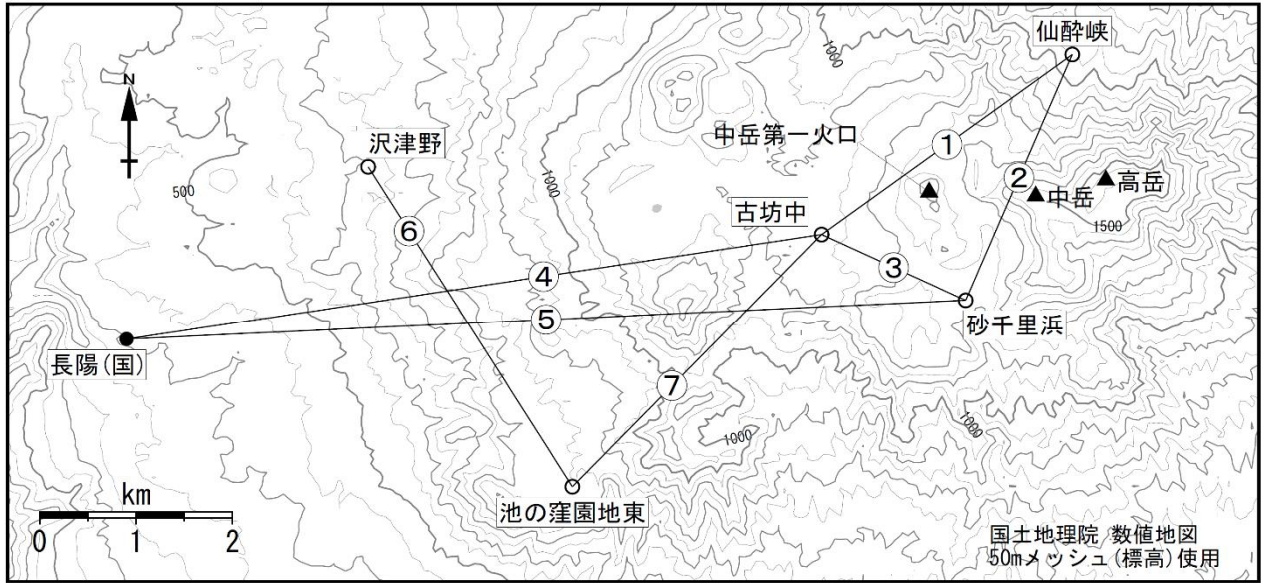 仙酔峡
1000
N
沢津野
中岳第一火口
①
1000
500
②
高岳
中岳
古坊中
⑥
1500
③
④
⑤
砂千里浜
長陽(国)
⑦
1000
1000
km
0 1 2
池の窪園地東
国土地理院 数値地図
50mメッシュ(標高)使用